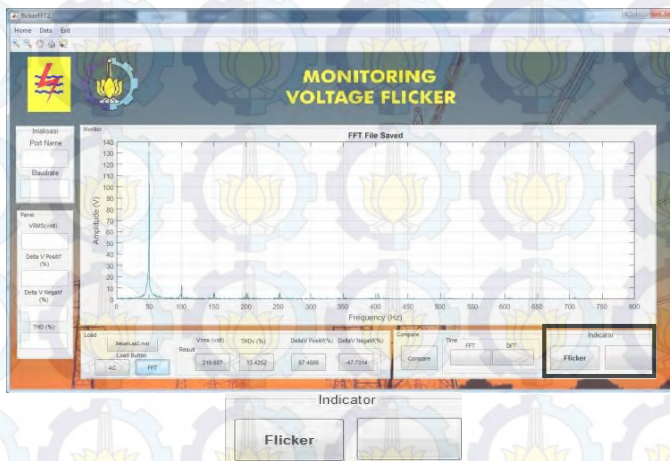 flickerFFT2
Home Data Exit
MONITORING
VOLTAGE FLICKER
Inialisasi
Port Name
Baudrate
Panel
VRMS(volt)
Delta V Positif
(%)
Delta V Negatif
(%)
THD (%)
Monitor
FFT File Saved
Amplitude (V)
140
130
120
110
100
90
80
70
60
50
40
30
20
10
0
0 50 100 150 200 250 300 350 400 450 500 550 600 650 700 750 800
Frequency (Hz)
Load
Load Button
AC FFT
Result
Vrms (volt) THDv (%) DeltaV Positif(%) DeltaV Negatif(%)
219.687 13.4252 67.4888 -47.7314
Compare
Compare
Time
FFT DFT
Indicator
Flicker
Indicator
Flicker